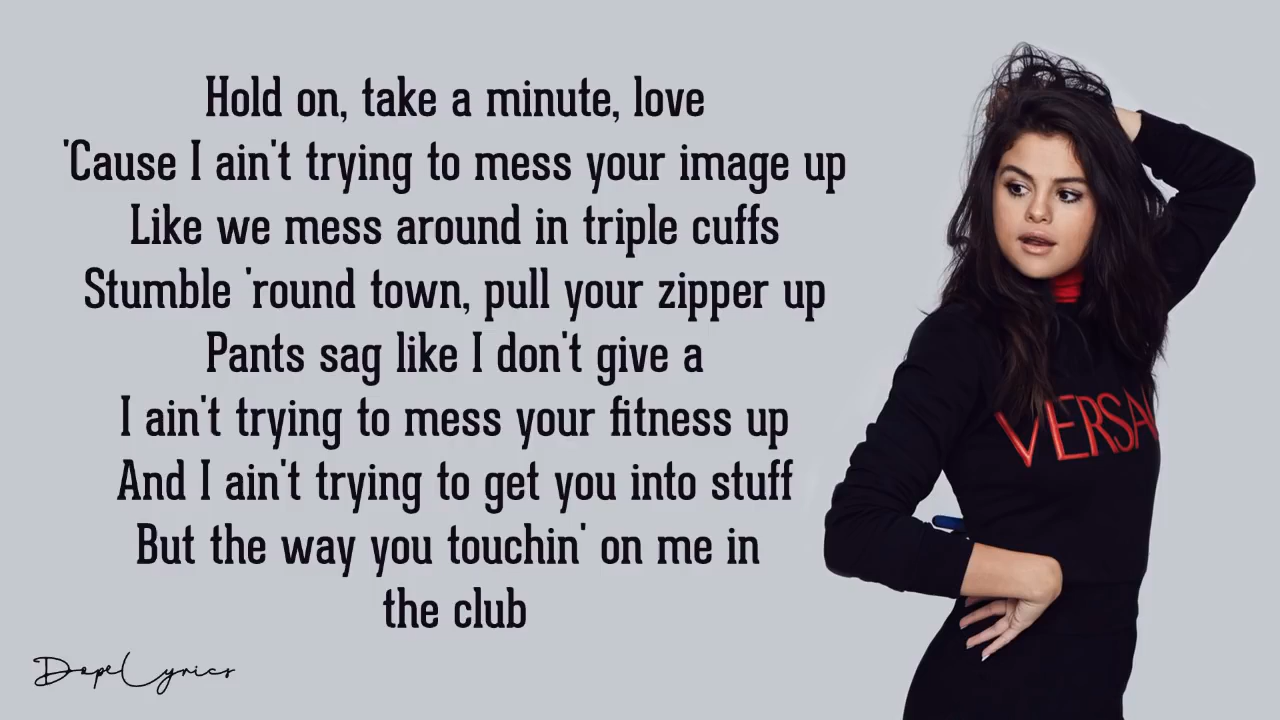 Hold on, take a minute, love
'Cause I ain't trying to mess your image up
Like we mess around in triple cuffs
Stumble 'round town, pull your zipper up
Pants sag like I don't give a
I ain't trying to mess your fitness up
And I ain't trying to get you into stuff
But the way you touchin' on me in
the club
VERSA
DopeLyrics